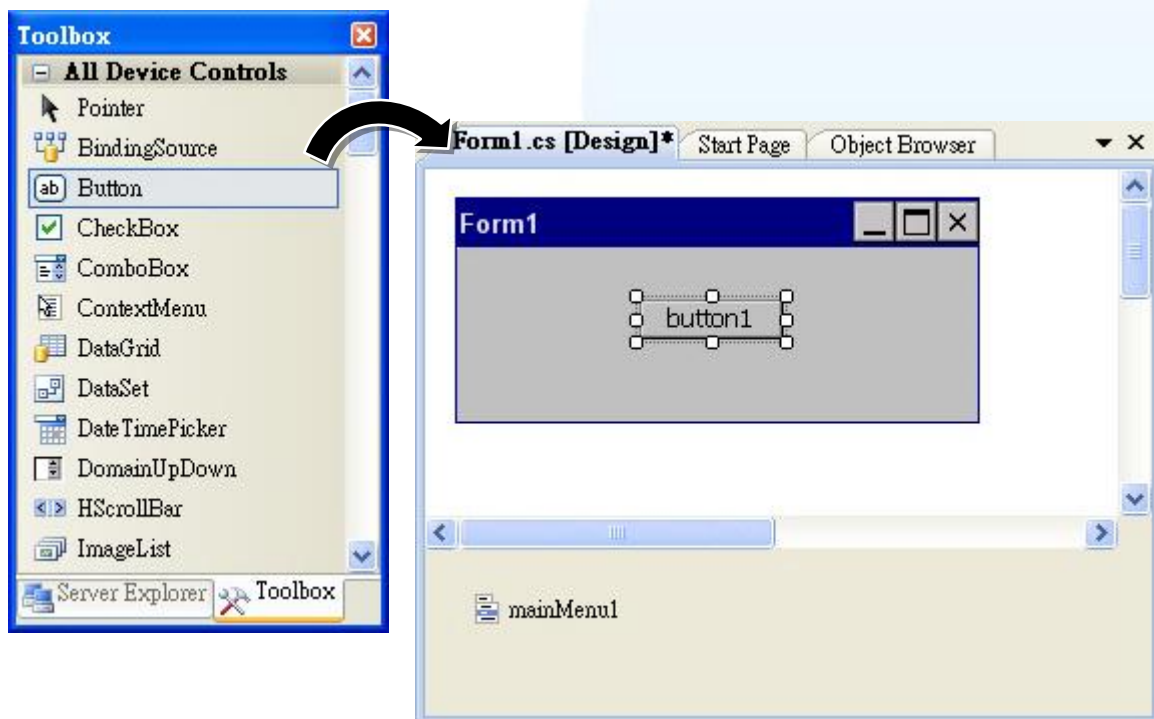 Toolbox
All Device Controls
Pointer
BindingSource
ab Button
CheckBox
ComboBox
ContextMenu
DataGrid
DataSet
DateTimePicker
DomainUpDown
HScrollBar
ImageList
Server Explorer Toolbox
Form1.cs [Design]* Start Page Object Browser
Form1
button1
mainMenu1